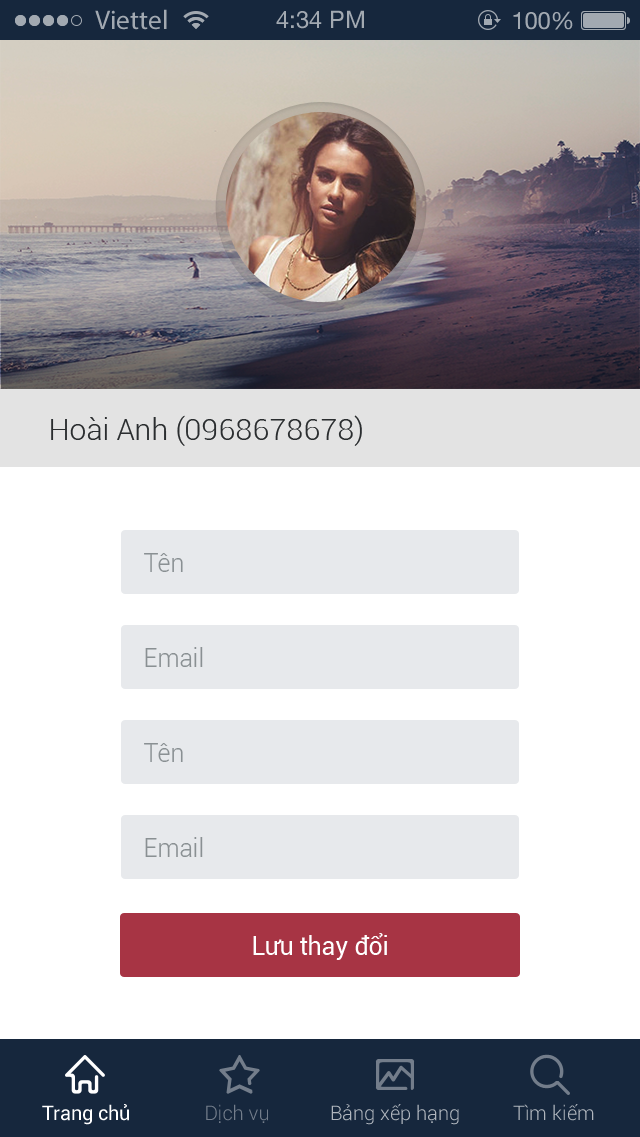 Viettel 4:34 PM 100%
Hoài Anh (0968678678)
Tên
Email
Tên
Email
Lưu thay đổi
Trang chủ Dịch vụ Bảng xếp hạng Tìm kiếm